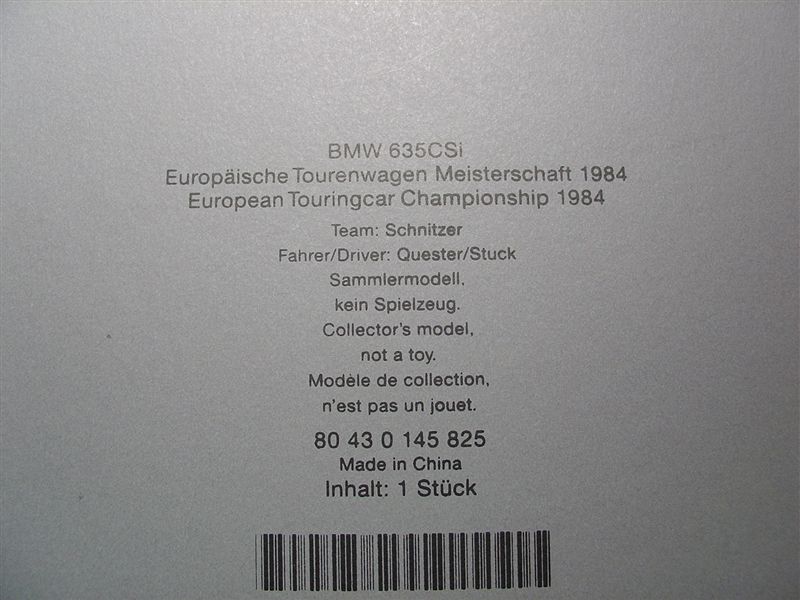 BMW 635CSi
Europäische Tourenwagen Meisterschaft 1984
European Touringcar Championship 1984
Team: Schnitzer
Fahrer/Driver: Quester/Stuck
Sammlermodell,
kein Spielzeug.
Collector's model,
not a toy.
Modèle de collection,
n'est pas un jouet.
80 43 0 145 825
Made in China
Inhalt: 1 Stück